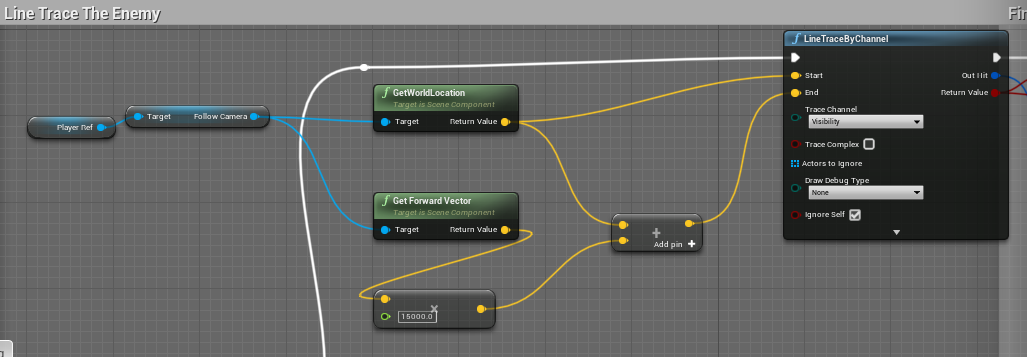 Line Trace The Enemy
Fir
LineTraceByChannel
Start
Out Hit
End
Return Value
Trace Channel
Visibility
Trace Complex
Actors to Ignore
Draw Debug Type
None
Ignore Self
Player Ref
Target
Follow Camera
GetWorldLocation
Target is Scene Component
Target
Return Value
Get Forward Vector
Target is Scene Component
Target
Return Value
+
Add pin +
×
15000.0